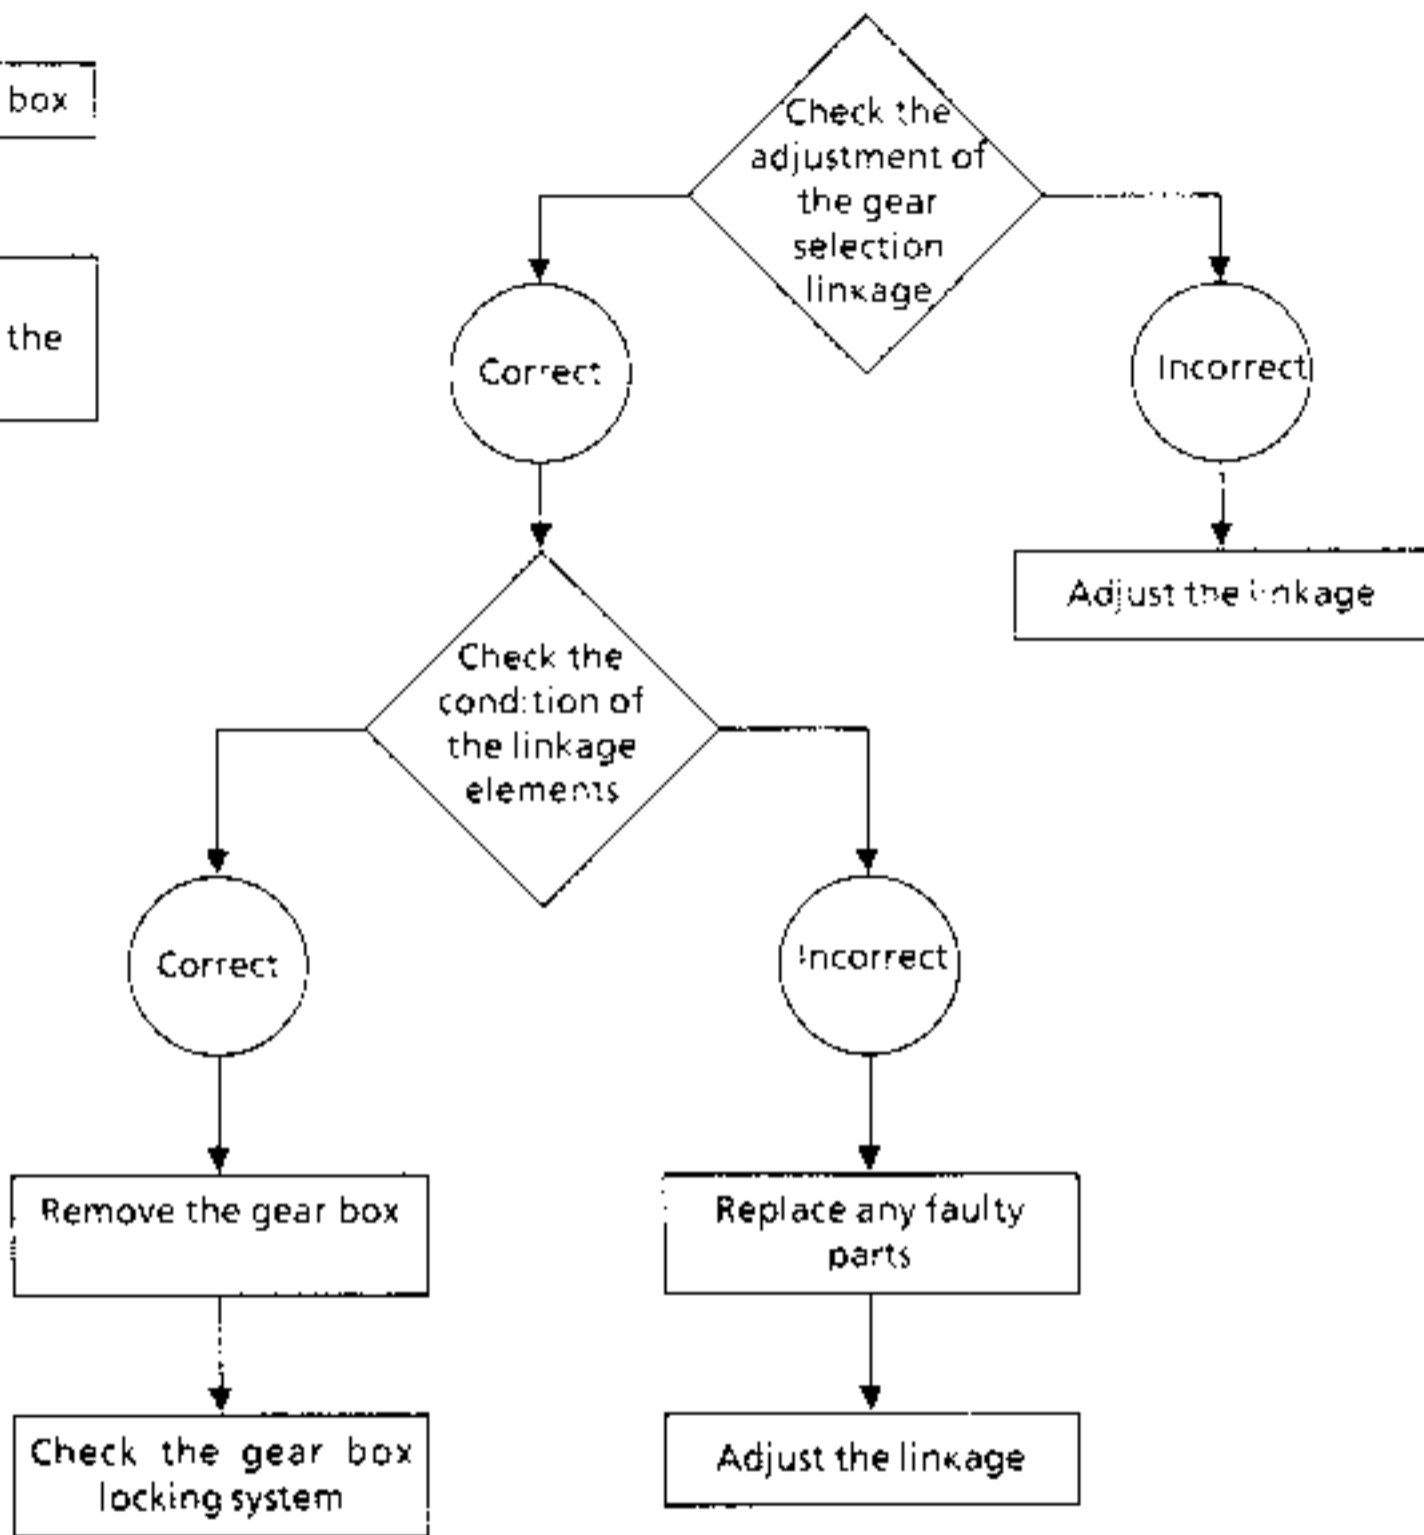 box
the
Check the
adjustment of
the gear
selection
linkage
Correct
Incorrect
Adjust the linkage
Check the
condition of
the linkage
elements
Correct
Incorrect
Remove the gear box
Replace any faulty
parts
Check the gear box
locking system
Adjust the linkage